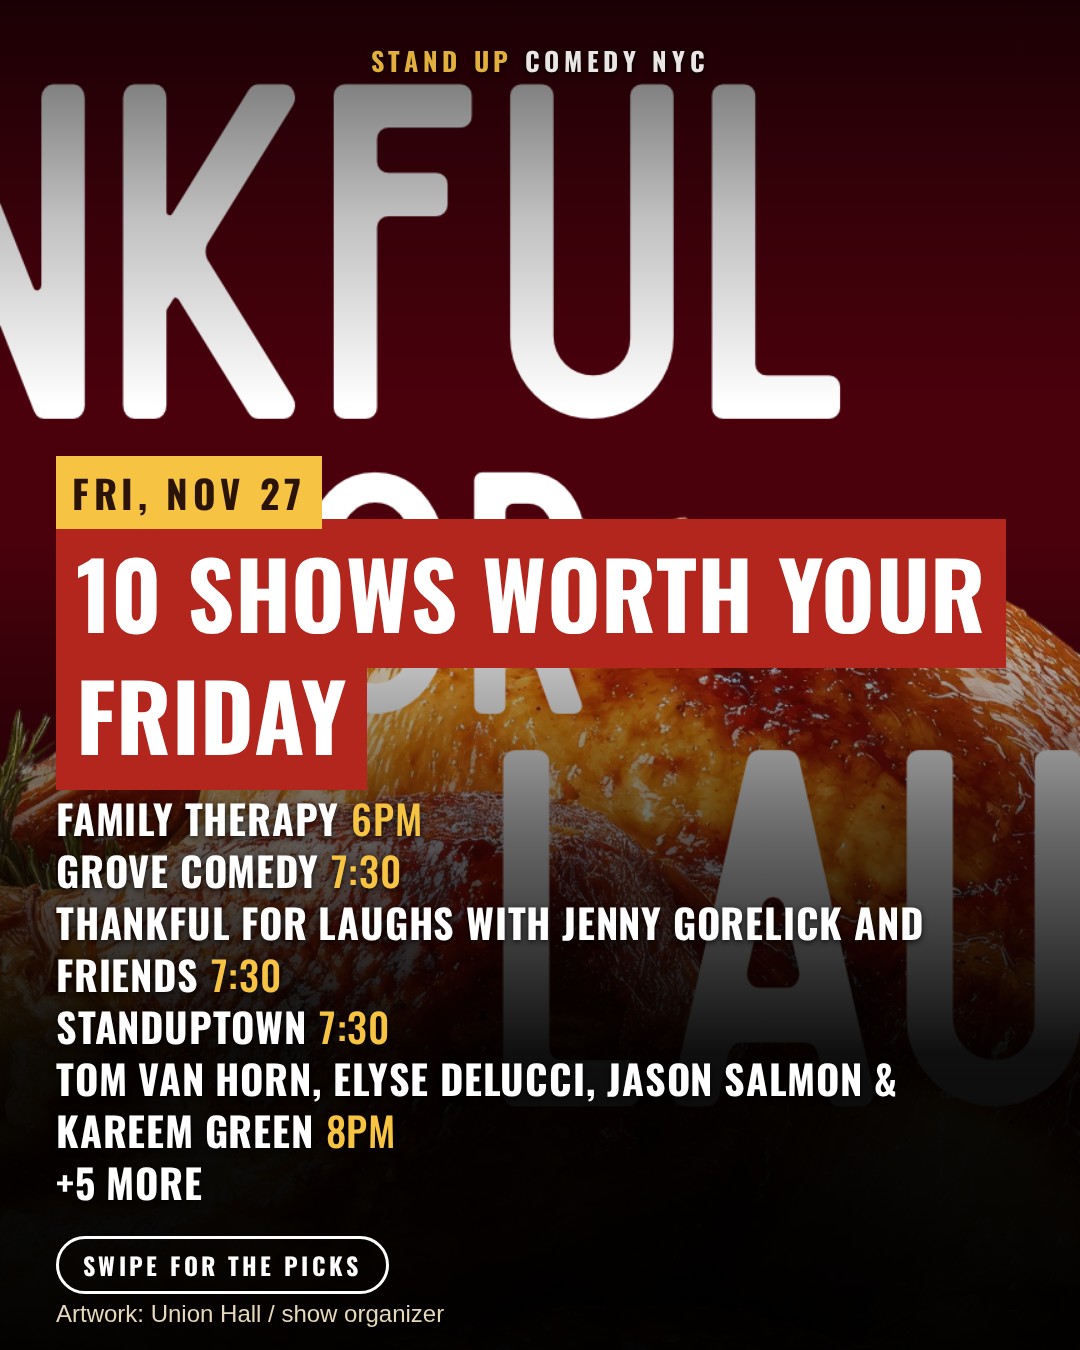 STAND UP COMEDY NYC
NKFUL
FRI, NOV 27
10 SHOWS WORTH YOUR
FRIDAY
LAU
FAMILY THERAPY 6PM
GROVE COMEDY 7:30
THANKFUL FOR LAUGHS WITH JENNY GORELICK AND
FRIENDS 7:30
STANDUPTOWN 7:30
TOM VAN HORN, ELYSE DELUCCI, JASON SALMON &
KAREEM GREEN 8PM
+5 MORE
SWIPE FOR THE PICKS
Artwork: Union Hall / show organizer